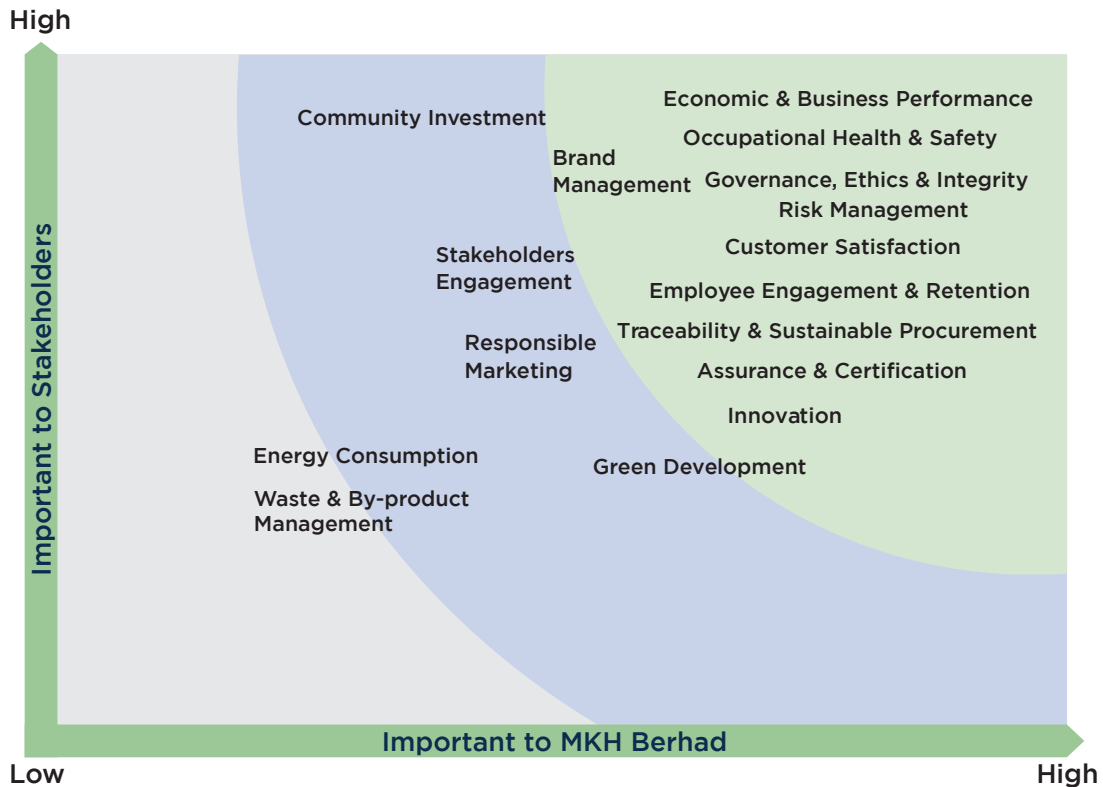 High
Important to Stakeholders
Community Investment
Economic & Business Performance
Occupational Health & Safety
Brand
Management
Governance, Ethics & Integrity
Risk Management
Customer Satisfaction
Stakeholders
Engagement
Employee Engagement & Retention
Traceability & Sustainable Procurement
Responsible
Marketing
Assurance & Certification
Innovation
Energy Consumption
Green Development
Waste & By-product
Management
Important to MKH Berhad
Low
High